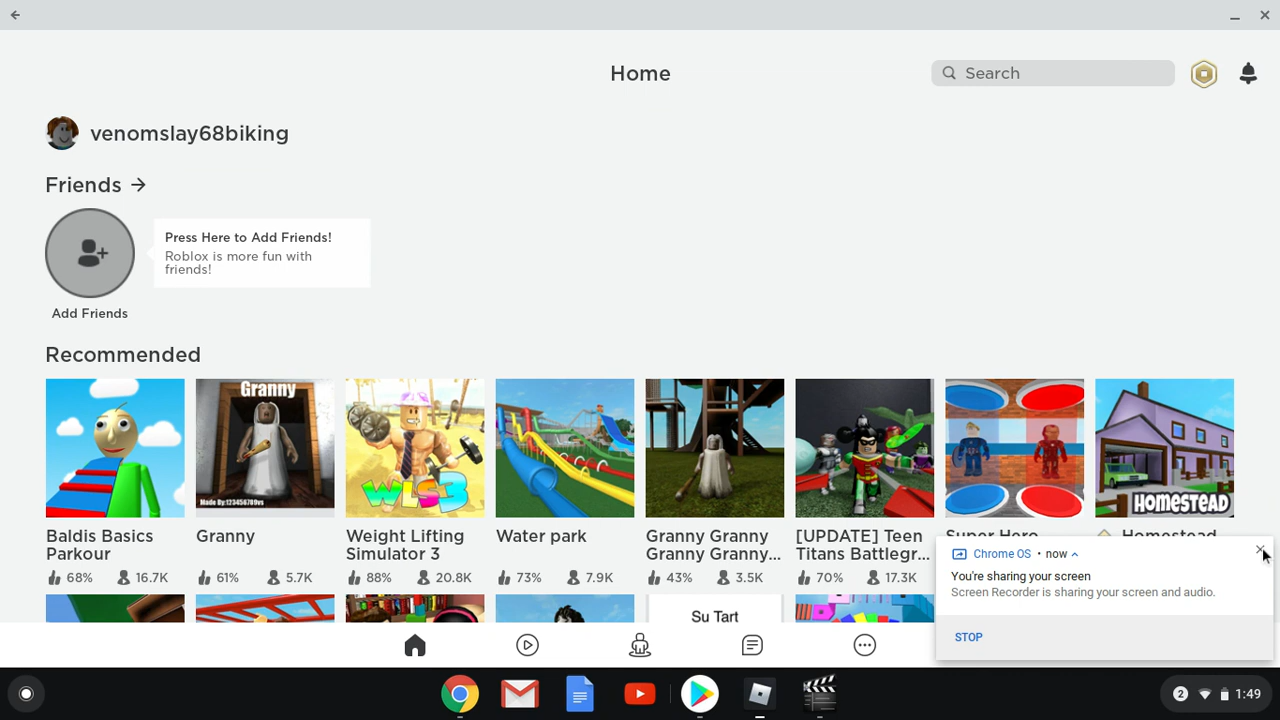 Home
Search
venomslay68biking
Friends
Press Here to Add Friends!
Roblox is more fun with
friends!
Add Friends
Recommended
Granny
Made By:123456789vs
WLS3
HOMESTEAD
Baldis Basics
Parkour
Granny
Weight Lifting
Simulator 3
Water park
Granny Granny
Granny Granny...
[UPDATE] Teen
Titans Battlegr...
Super Hero
Homestead
68%
16.7K
61%
5.7K
88%
20.8K
73%
7.9K
43%
3.5K
70%
17.3K
Su Tart
Chrome OS • now
You're sharing your screen
Screen Recorder is sharing your screen and audio.
STOP
2
1:49